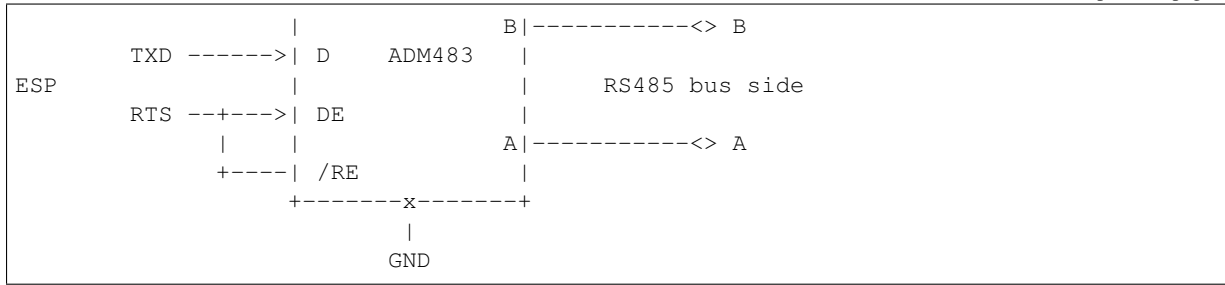 | B|-----------<> B
TXD ------>| D ADM483 |
ESP | | RS485 bus side
RTS --+--->| DE |
| | A|-----------<> A
+----| /RE |
+-------x-------+
|
GND